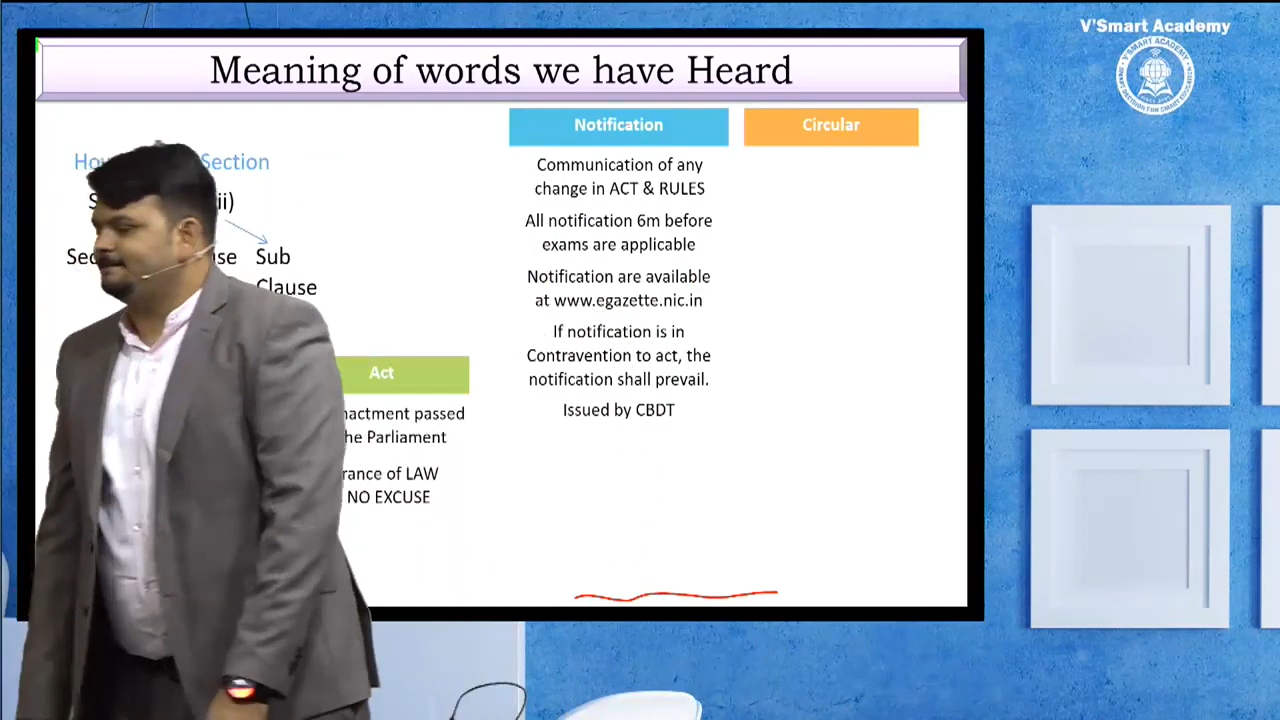 V'Smart Academy
Meaning of words we have Heard
Section
ii)
Sub
Clause
Act
passed
Parliament
of LAW
NO EXCUSE
Notification
Communication of any
change in ACT & RULES
All notification 6m before
exams are applicable
Notification are available
at www.egazette.nic.in
If notification is in
Contravention to act, the
notification shall prevail.
Issued by CBDT
Circular